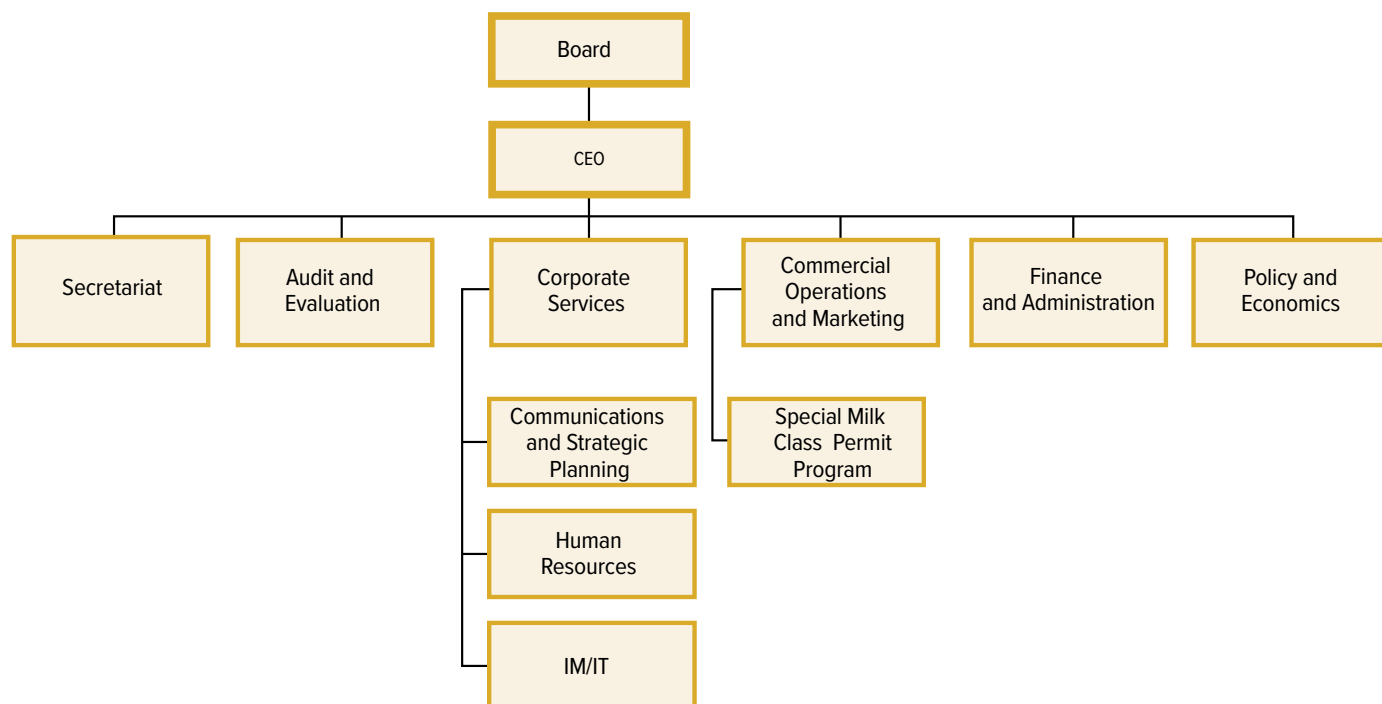 Board
CEO
Secretariat
Audit and
Evaluation
Corporate
Services
Commercial
Operations
and Marketing
Finance
and Administration
Policy and
Economics
Communications
and Strategic
Planning
Special Milk
Class Permit
Program
Human
Resources
IM/IT